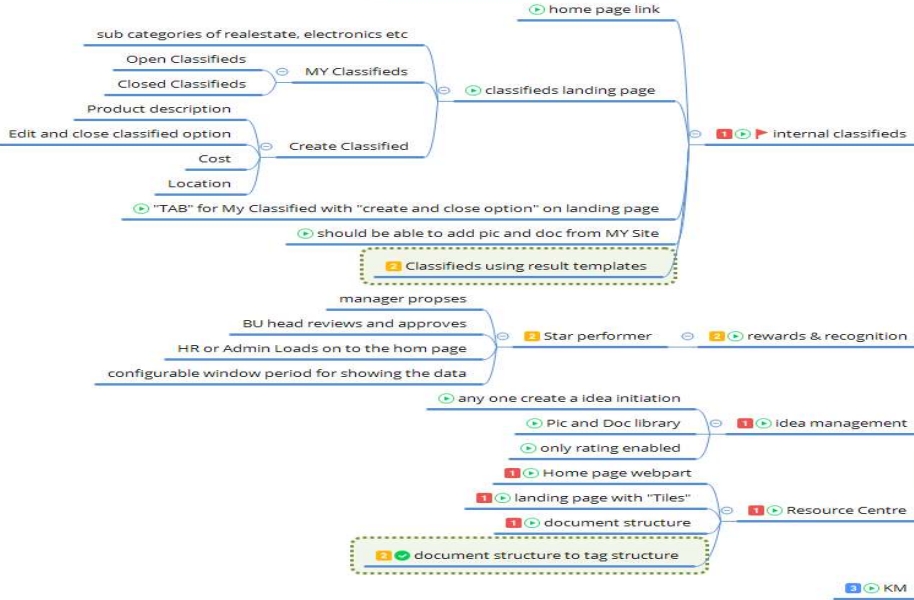 home page link
sub categories of realestate, electronics etc
Open Classifieds
MY Classifieds
Closed Classifieds
classifieds landing page
Product description
Edit and close classified option
1 internal classifieds
Create Classified
Cost
Location
"TAB" for My Classified with "create and close option" on landing page
should be able to add pic and doc from MY Site
2 Classifieds using result templates
manager propses
BU head reviews and approves
2 Star performer
2 rewards & recognition
HR or Admin Loads on to the hom page
configurable window period for showing the data
any one create a idea initiation
Pic and Doc library
1 idea management
only rating enabled
1 Home page webpart
1 landing page with "Tiles"
1 Resource Centre
1 document structure
2 document structure to tag structure
3 KM